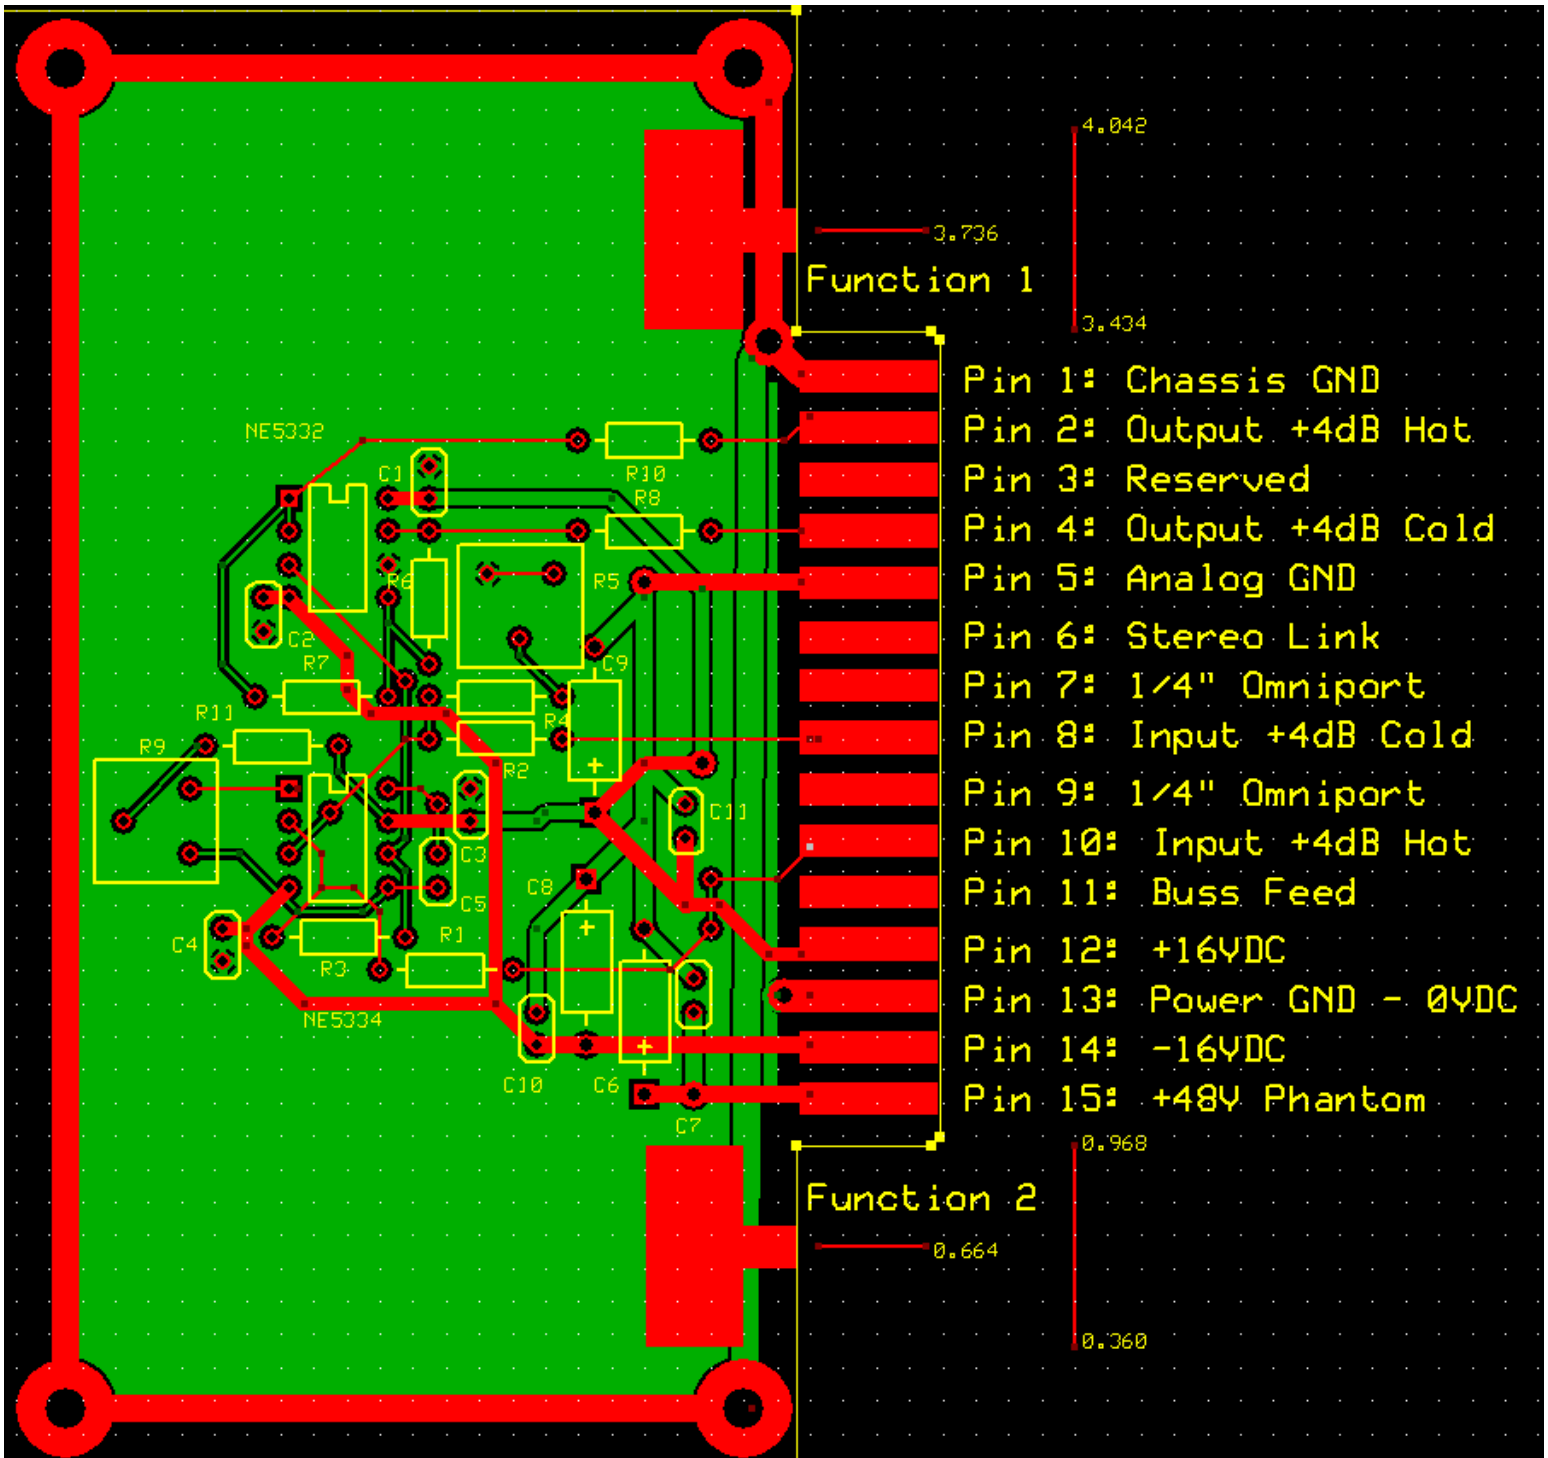 4.042
3.736
Function 1
3.434
Pin 1: Chassis GND
Pin 2: Output +4dB Hot
Pin 3: Reserved
Pin 4: Output +4dB Cold
Pin 5: Analog GND
Pin 6: Stereo Link
Pin 7: 1/4" Omniport
Pin 8: Input +4dB Cold
Pin 9: 1/4" Omniport
Pin 10: Input +4dB Hot
Pin 11: Buss Feed
Pin 12: +16VDC
Pin 13: Power GND - 0VDC
Pin 14: -16VDC
Pin 15: +48V Phantom
0.968
Function 2
0.664
0.360
NE5332
C1
R10
R8
R6
R5
C2
R7
C9
R11
R4
R9
R2
C11
C3
C8
C5
C4
R1
R3
NE5334
C10
C6
C7